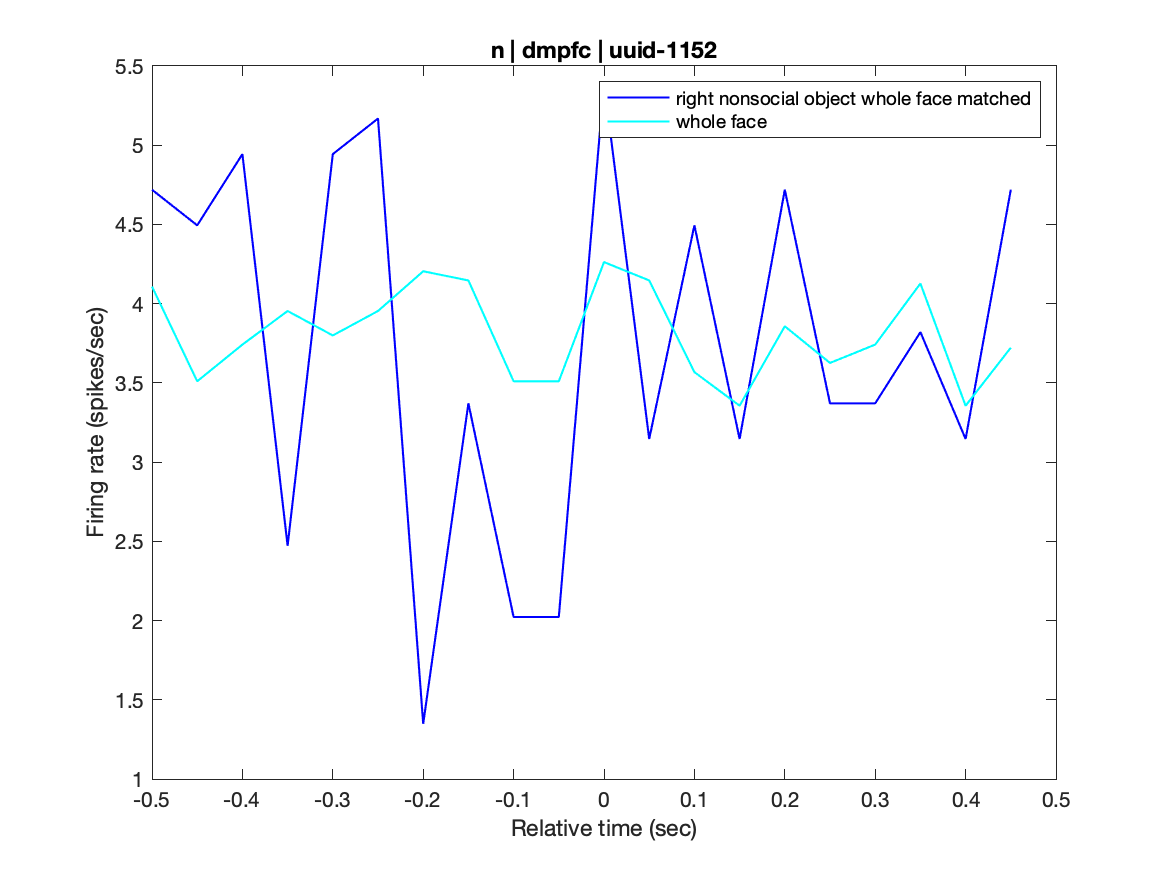 n | dmpfc | uuid-1152
5.5
5
4.5
4
3.5
3
2.5
2
1.5
1
Firing rate (spikes/sec)
right nonsocial object whole face matched
whole face
-0.5 -0.4 -0.3 -0.2 -0.1 0 0.1 0.2 0.3 0.4 0.5
Relative time (sec)